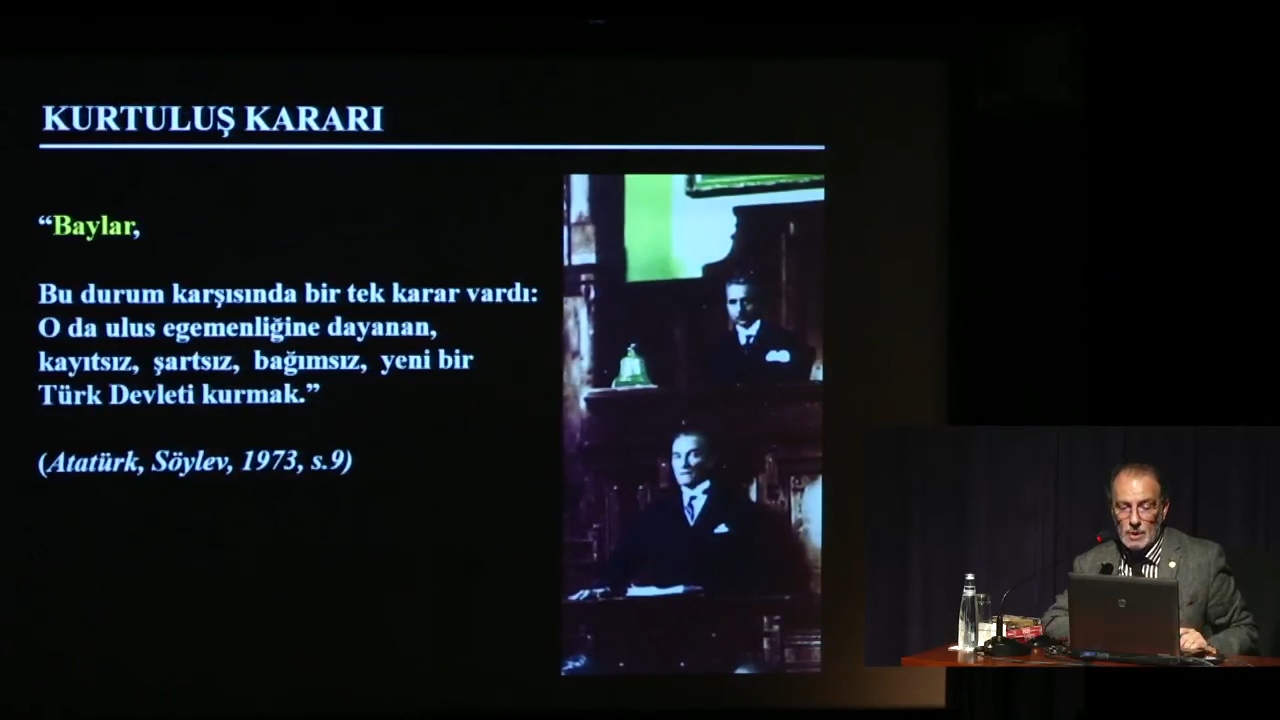 KURTULUŞ KARARI
“Baylar,
Bu durum karşısında bir tek karar vardı:
O da ulus egemenliğine dayanan,
kayıtsız, şartsız, bağımsız, yeni bir
Türk Devleti kurmak.”
(Atatürk, Söylev, 1973, s.9)